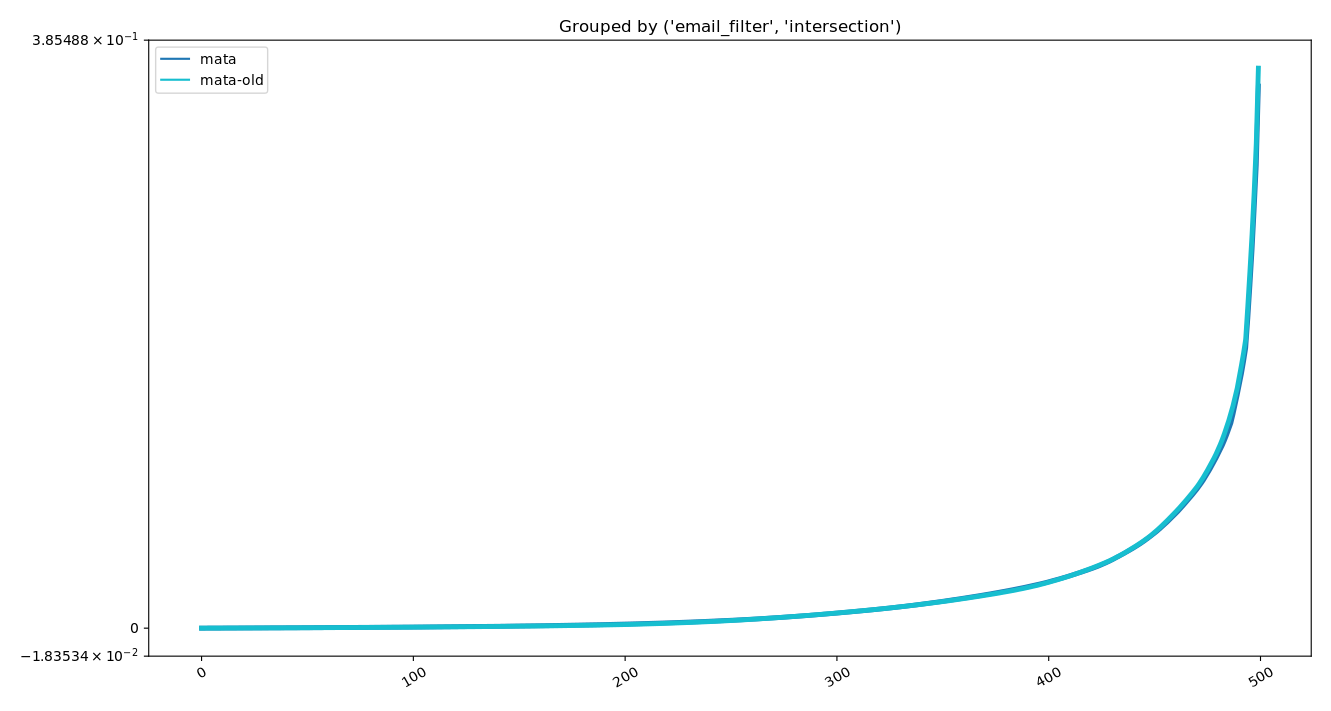 Grouped by ('email_filter', 'intersection')
3.85488 × 10⁻¹
mata
mata-old
0
−1.83534 × 10⁻²
0
100
200
300
400
500